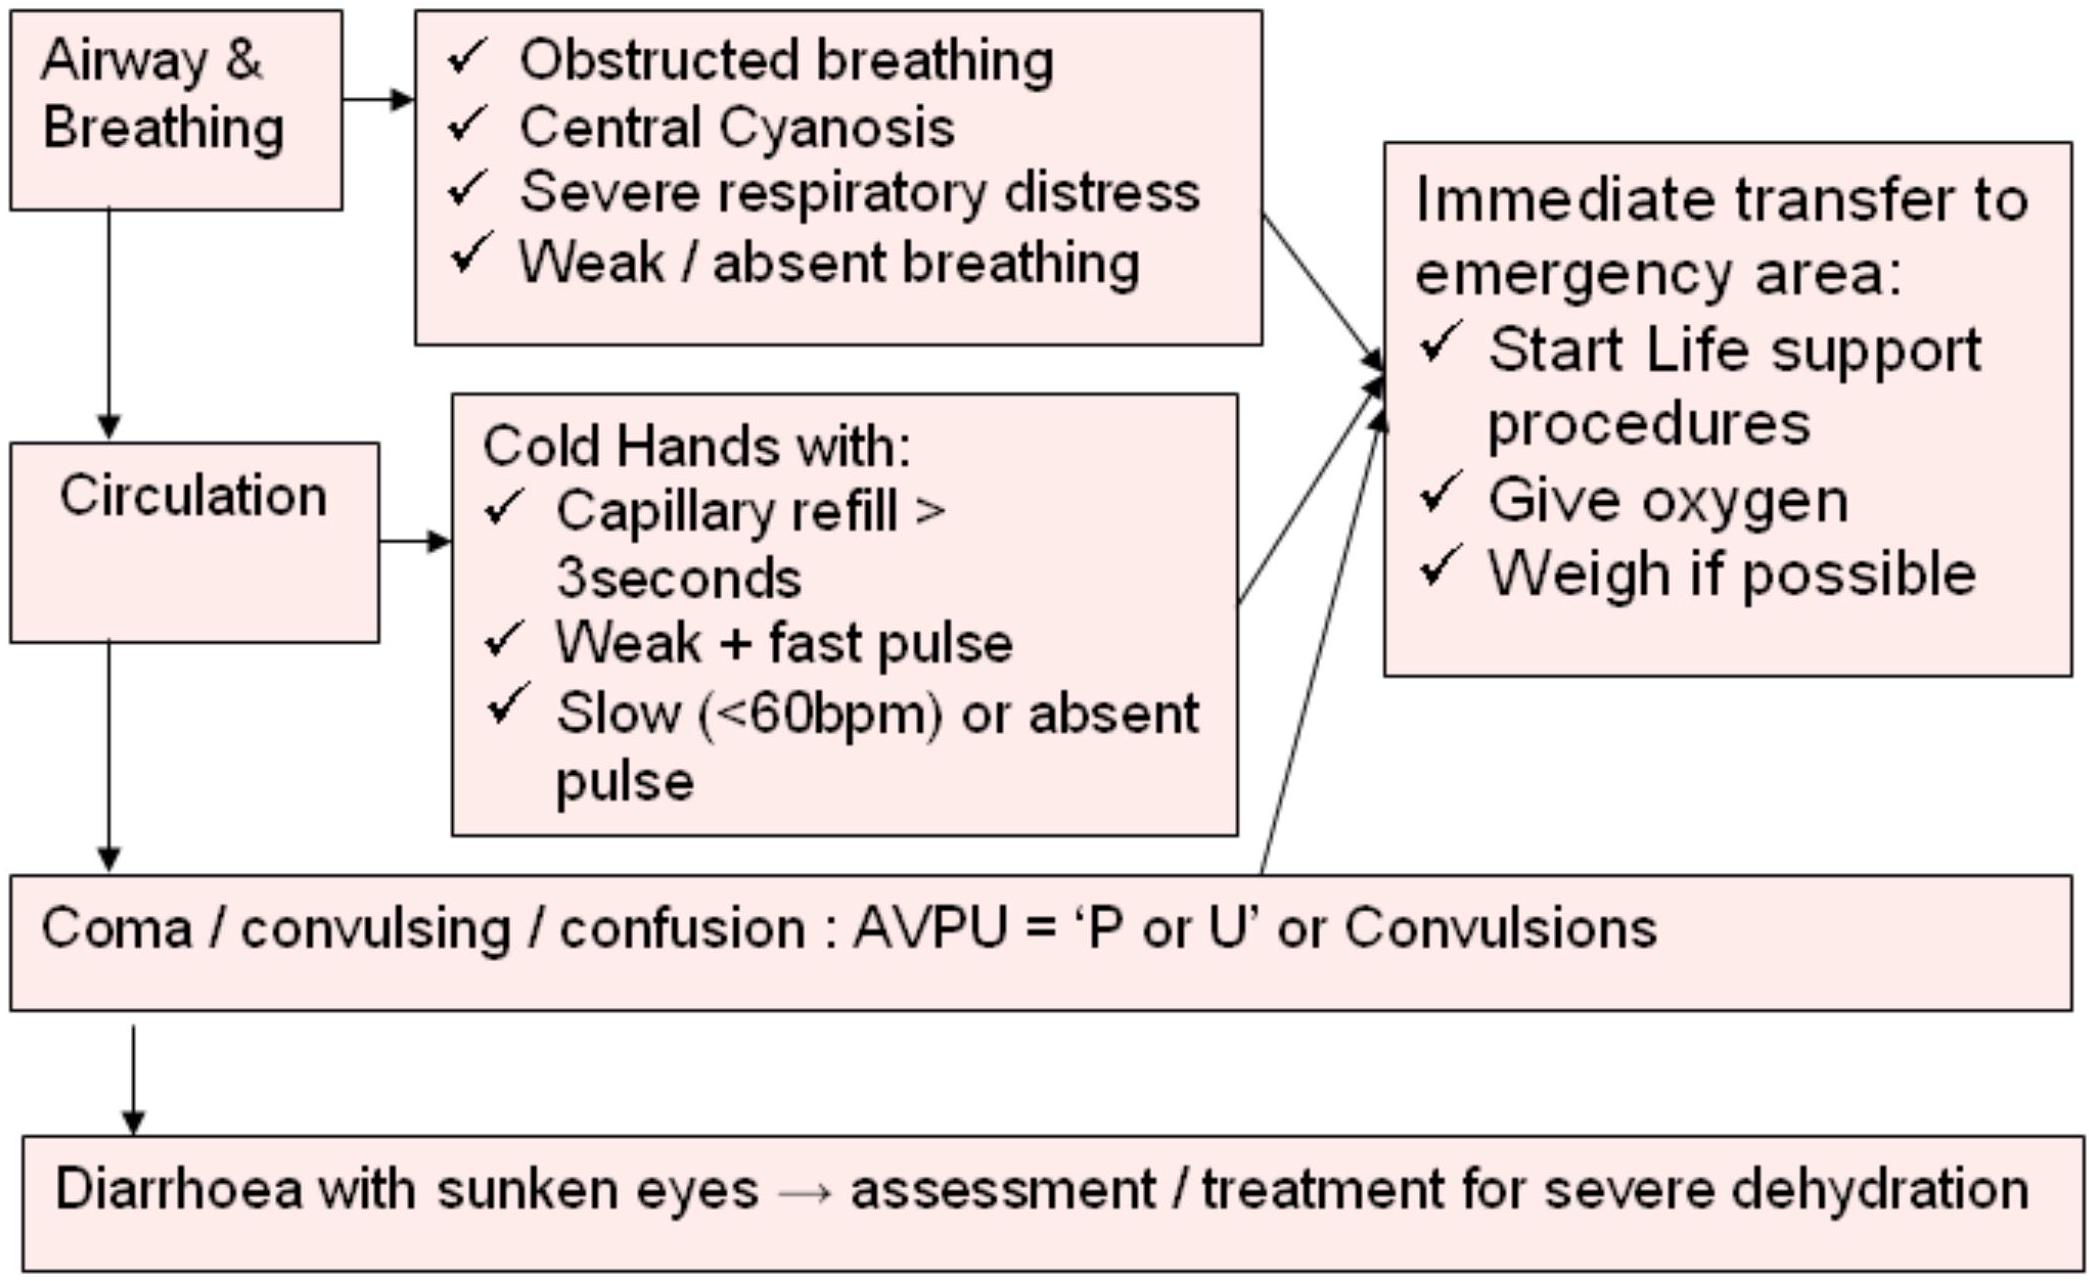 Airway &
Breathing
✓ Obstructed breathing
✓ Central Cyanosis
✓ Severe respiratory distress
✓ Weak / absent breathing
Immediate transfer to
emergency area:
✓ Start Life support
procedures
✓ Give oxygen
✓ Weigh if possible
Circulation
Cold Hands with:
✓ Capillary refill >
3seconds
✓ Weak + fast pulse
✓ Slow (<60bpm) or absent
pulse
Coma / convulsing / confusion : AVPU = ‘P or U’ or Convulsions
Diarrhoea with sunken eyes → assessment / treatment for severe dehydration